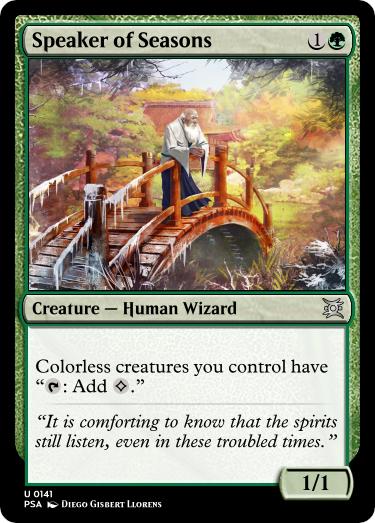 Speaker of Seasons 1
Creature — Human Wizard
Colorless creatures you control have
“: Add .”
“It is comforting to know that the spirits
still listen, even in these troubled times.”
1/1
U 0141
PSA Diego Gisbert Llorens